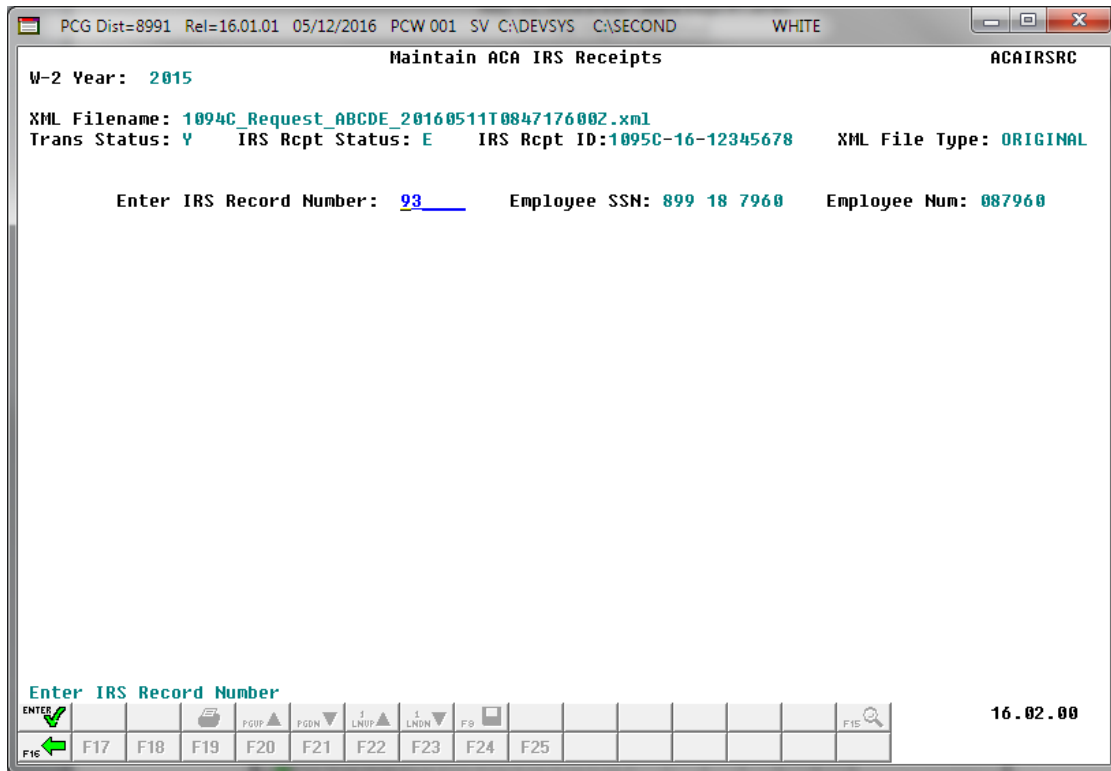 PCG Dist=8991 Rel=16.01.01 05/12/2016 PCW 001 SV C:\DEVSYS C:\SECOND WHITE
Maintain ACA IRS Receipts ACAIRSRC
W-2 Year: 2015
XML Filename: 1094C_Request_ABCDE_20160511T084717600Z.xml
Trans Status: Y IRS Rcpt Status: E IRS Rcpt ID:1095C-16-12345678 XML File Type: ORIGINAL
Enter IRS Record Number: 93____ Employee SSN: 899 18 7960 Employee Num: 087960
Enter IRS Record Number
ENTER PGUP PGDN 1 LNUP 1 LNDN F9 F15 16.02.00
F16 F17 F18 F19 F20 F21 F22 F23 F24 F25